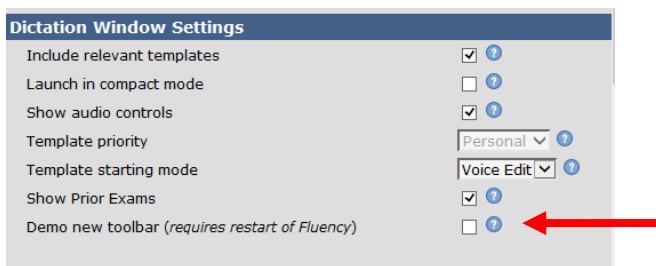 Dictation Window Settings
Include relevant templates ?
Launch in compact mode ?
Show audio controls ?
Template priority Personal ?
Template starting mode Voice Edit ?
Show Prior Exams ?
Demo new toolbar (requires restart of Fluency) ?